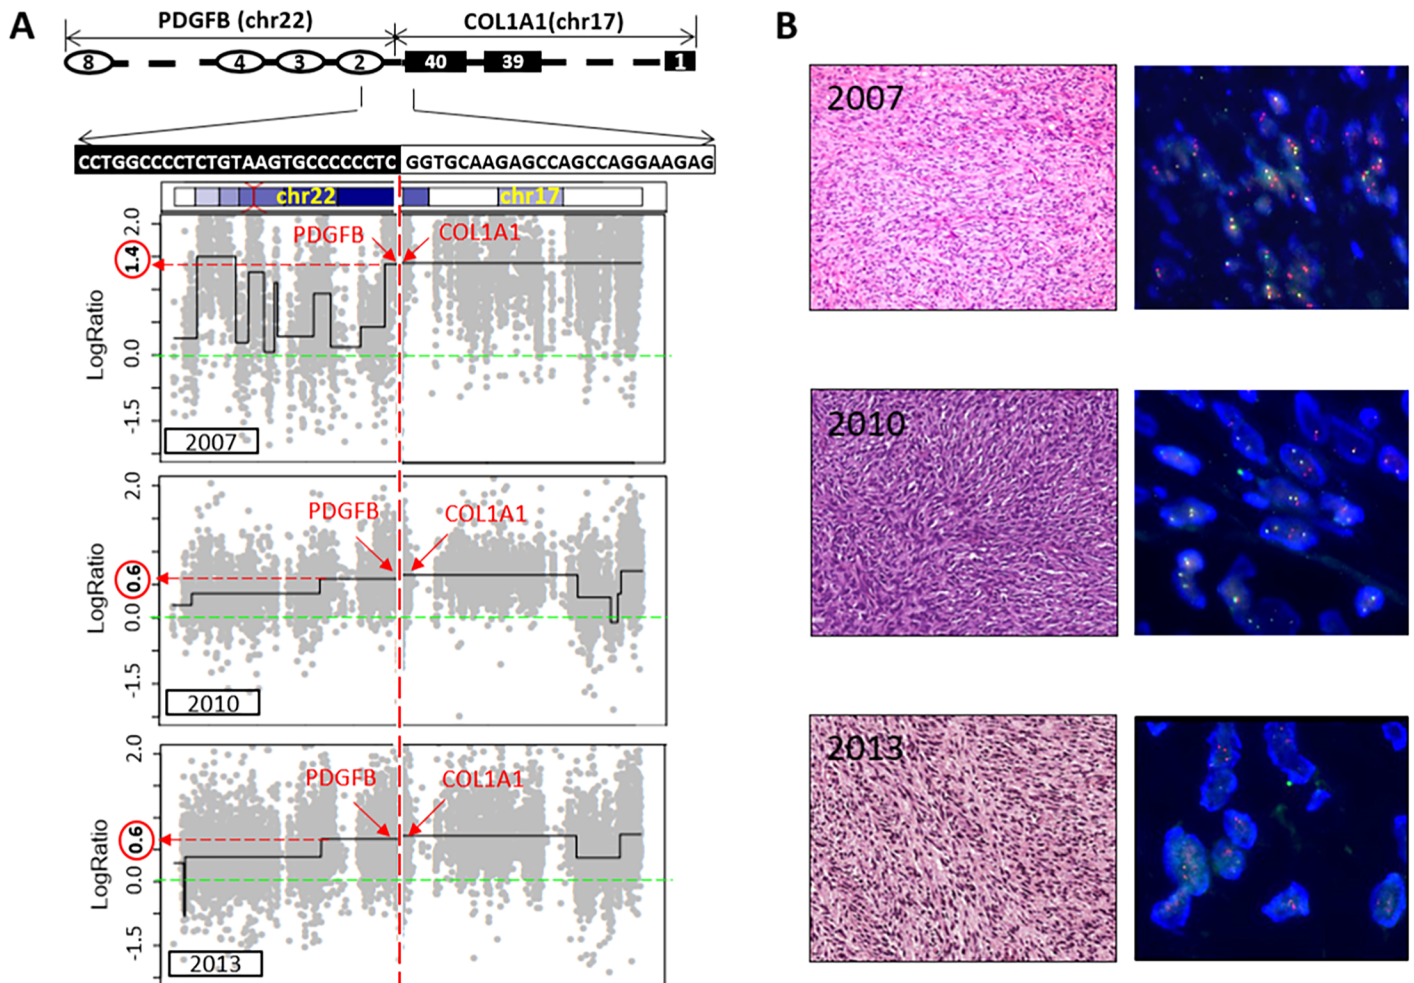 A
PDGFB (chr22)
COL1A1(chr17)
8
4
3
2
40
39
1
CCTGGCCCCTCTGTAAGTGCCCCCCTC
GGTGCAAGAGCCAGCCAGGAAGAG
chr22
chr17
LogRatio
2.0
1.4
0.0
-1.5
PDGFB
COL1A1
2007
LogRatio
2.0
0.6
0.0
-1.5
PDGFB
COL1A1
2010
LogRatio
2.0
0.6
0.0
-1.5
PDGFB
COL1A1
2013
B
2007
2010
2013